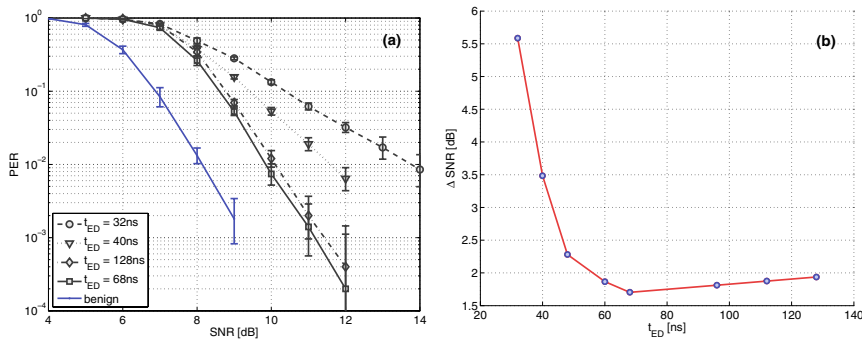 (a)
10^0
10^-1
10^-2
10^-3
10^-4
PER
t_ED = 32ns
t_ED = 40ns
t_ED = 128ns
t_ED = 68ns
benign
4 6 8 10 12 14
SNR [dB]
(b)
6
5.5
5
4.5
4
3.5
3
2.5
2
1.5
Δ SNR [dB]
20 40 60 80 100 120 140
t_ED [ns]